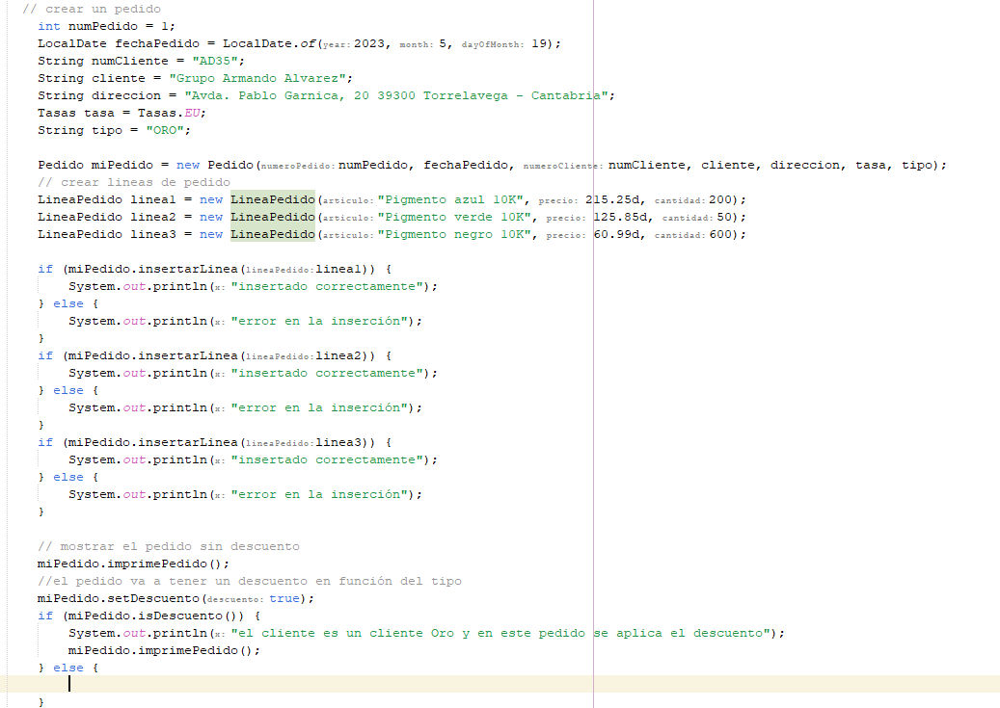 // crear un pedido
int numPedido = 1;
LocalDate fechaPedido = LocalDate.of(year: 2023, month: 5, dayOfMonth: 19);
String numCliente = "AD35";
String cliente = "Grupo Armando Alvarez";
String direccion = "Avda. Pablo Garnica, 20 39300 Torrelavega - Cantabria";
Tasas tasa = Tasas.EU;
String tipo = "ORO";
Pedido miPedido = new Pedido(numeroPedido: numPedido, fechaPedido, numeroCliente: numCliente, cliente, direccion, tasa, tipo);
// crear lineas de pedido
LineaPedido linea1 = new LineaPedido(articulo: "Pigmento azul 10K", precio: 215.25d, cantidad: 200);
LineaPedido linea2 = new LineaPedido(articulo: "Pigmento verde 10K", precio: 125.85d, cantidad: 50);
LineaPedido linea3 = new LineaPedido(articulo: "Pigmento negro 10K", precio: 60.99d, cantidad: 600);
if (miPedido.insertarLinea(lineaPedido: linea1)) {
System.out.println(x: "insertado correctamente");
} else {
System.out.println(x: "error en la inserción");
}
if (miPedido.insertarLinea(lineaPedido: linea2)) {
System.out.println(x: "insertado correctamente");
} else {
System.out.println(x: "error en la inserción");
}
if (miPedido.insertarLinea(lineaPedido: linea3)) {
System.out.println(x: "insertado correctamente");
} else {
System.out.println(x: "error en la inserción");
}
// mostrar el pedido sin descuento
miPedido.imprimePedido();
//el pedido va a tener un descuento en función del tipo
miPedido.setDescuento(descuento: true);
if (miPedido.isDescuento()) {
System.out.println(x: "el cliente es un cliente Oro y en este pedido se aplica el descuento");
miPedido.imprimePedido();
} else {
}